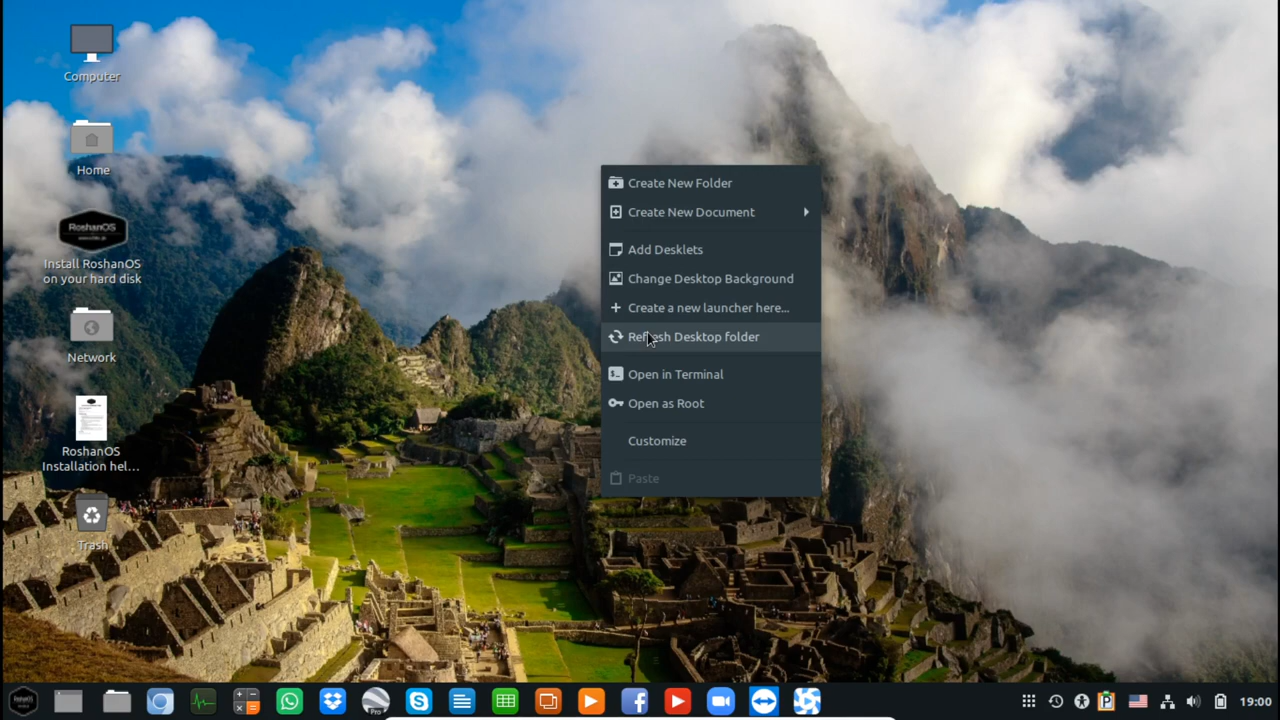 Computer
Home
RoshanOS
Install RoshanOS
on your hard disk
Network
RoshanOS
Installation hel...
Trash
Create New Folder
Create New Document
Add Desklets
Change Desktop Background
Create a new launcher here...
Refresh Desktop folder
Open in Terminal
Open as Root
Customize
Paste
Pro
19:00